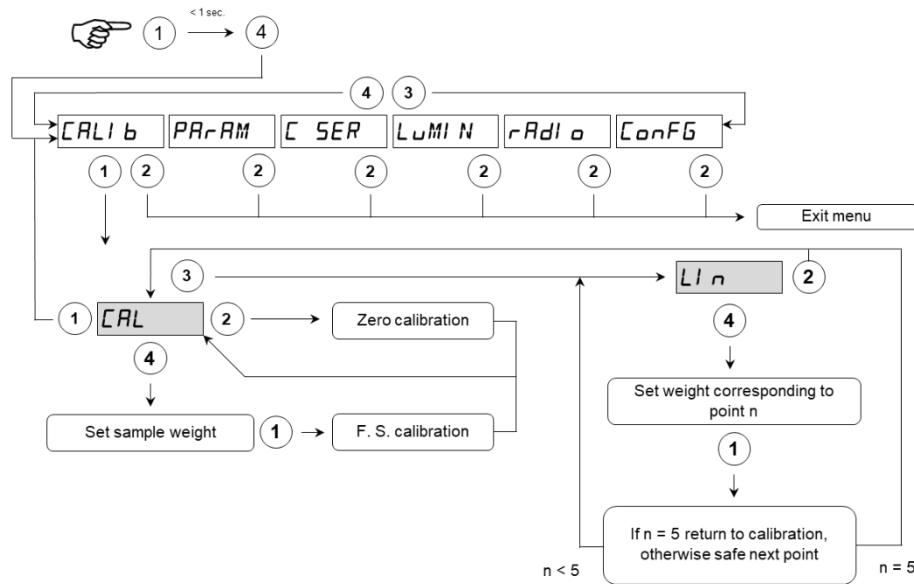 < 1 sec.
1 4
4 3
CALIb PArAM C SER LuMIN rAdIo ConFG
1 2 2 2 2 2 2
Exit menu
3 LIn 2
1 CAL 2 Zero calibration
4 4
Set weight corresponding to
point n
Set sample weight 1 F. S. calibration
1
If n = 5 return to calibration,
otherwise safe next point
n < 5 n = 5